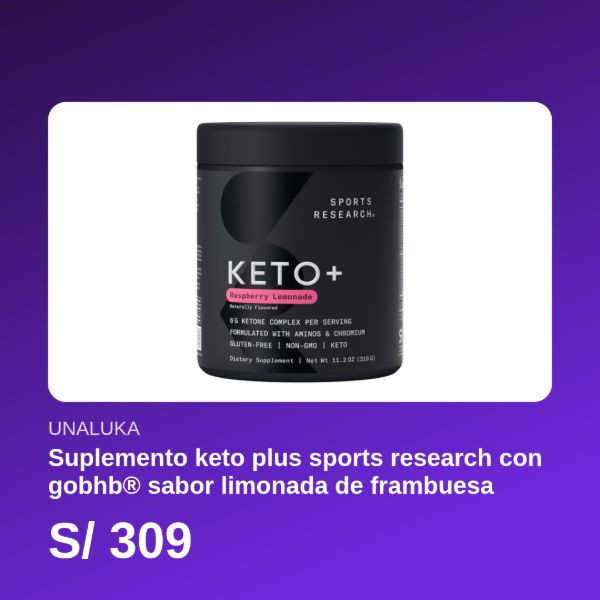 SPORTS
RESEARCH®
KETO+
Raspberry Lemonade
Naturally Flavored
6G KETONE COMPLEX PER SERVING
FORMULATED WITH AMINOS & CHROMIUM
GLUTEN-FREE | NON-GMO | KETO
Dietary Supplement | Net Wt 11.2 OZ (318 G)
UNALUKA
Suplemento keto plus sports research con
gobhb® sabor limonada de frambuesa
S/ 309